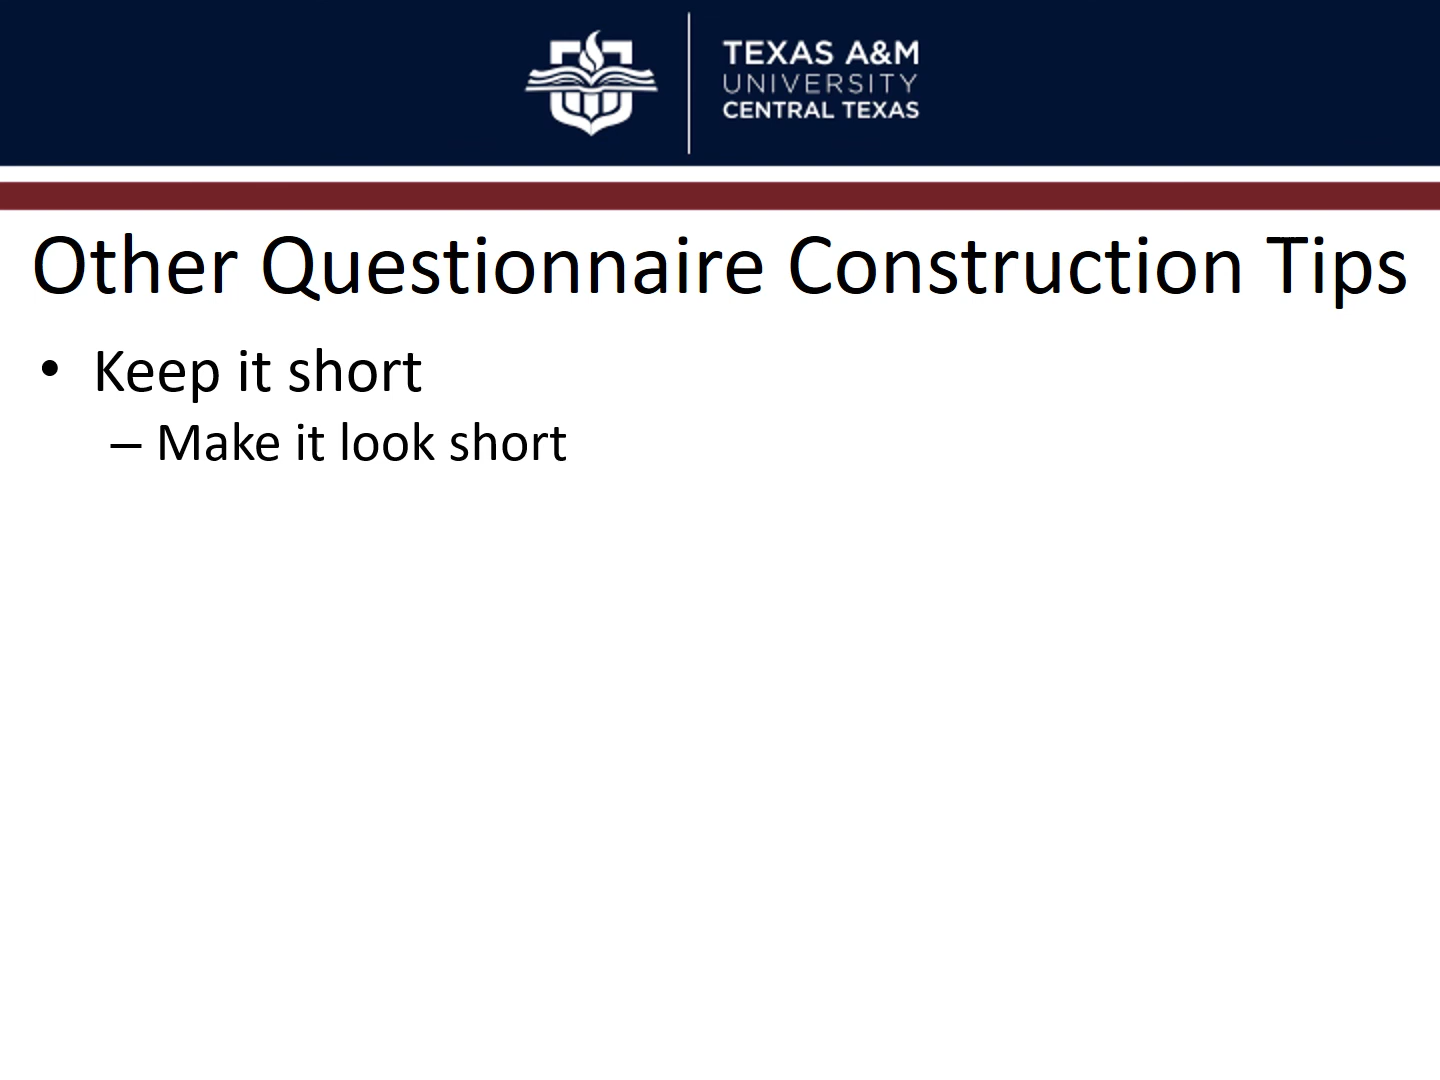 TEXAS A&M
UNIVERSITY
CENTRAL TEXAS
Other Questionnaire Construction Tips
• Keep it short
– Make it look short